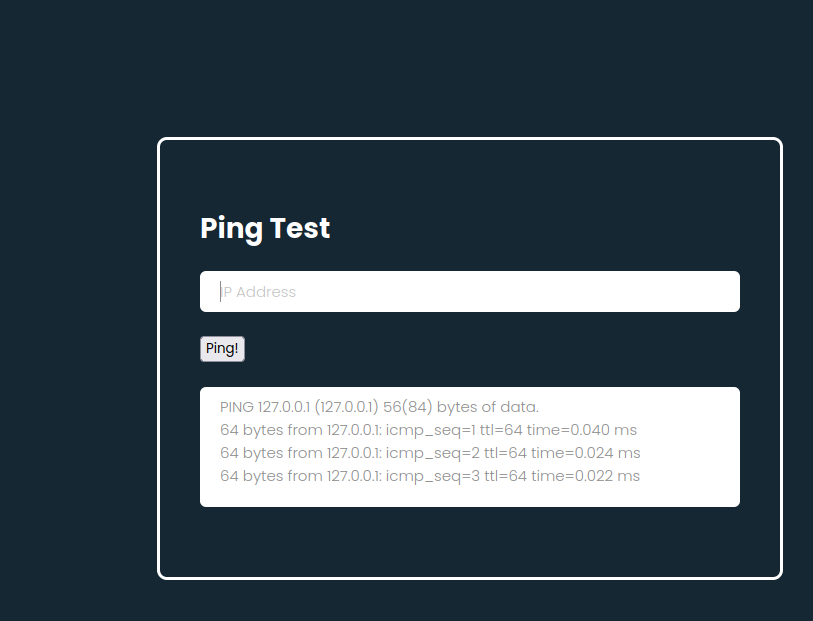 Ping Test
IP Address
Ping!
PING 127.0.0.1 (127.0.0.1) 56(84) bytes of data.
64 bytes from 127.0.0.1: icmp_seq=1 ttl=64 time=0.040 ms
64 bytes from 127.0.0.1: icmp_seq=2 ttl=64 time=0.024 ms
64 bytes from 127.0.0.1: icmp_seq=3 ttl=64 time=0.022 ms